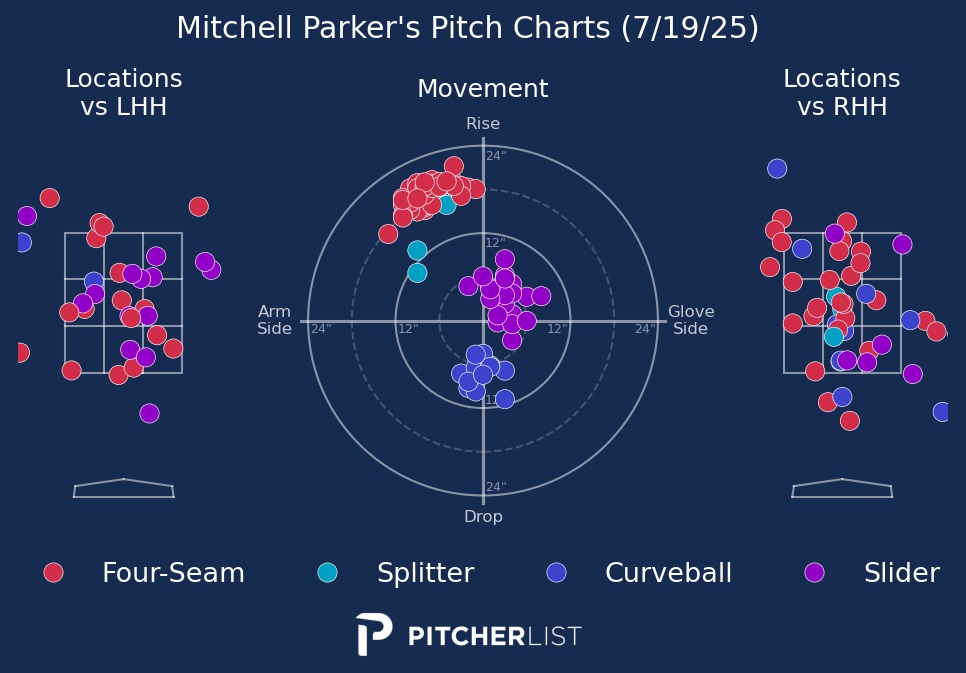 Mitchell Parker's Pitch Charts (7/19/25)
Locations
vs LHH
Movement
Locations
vs RHH
Rise
24"
12"
Arm
Side
24"
12"
12"
24"
Glove
Side
12"
24"
Drop
Four-Seam
Splitter
Curveball
Slider
PITCHERLIST